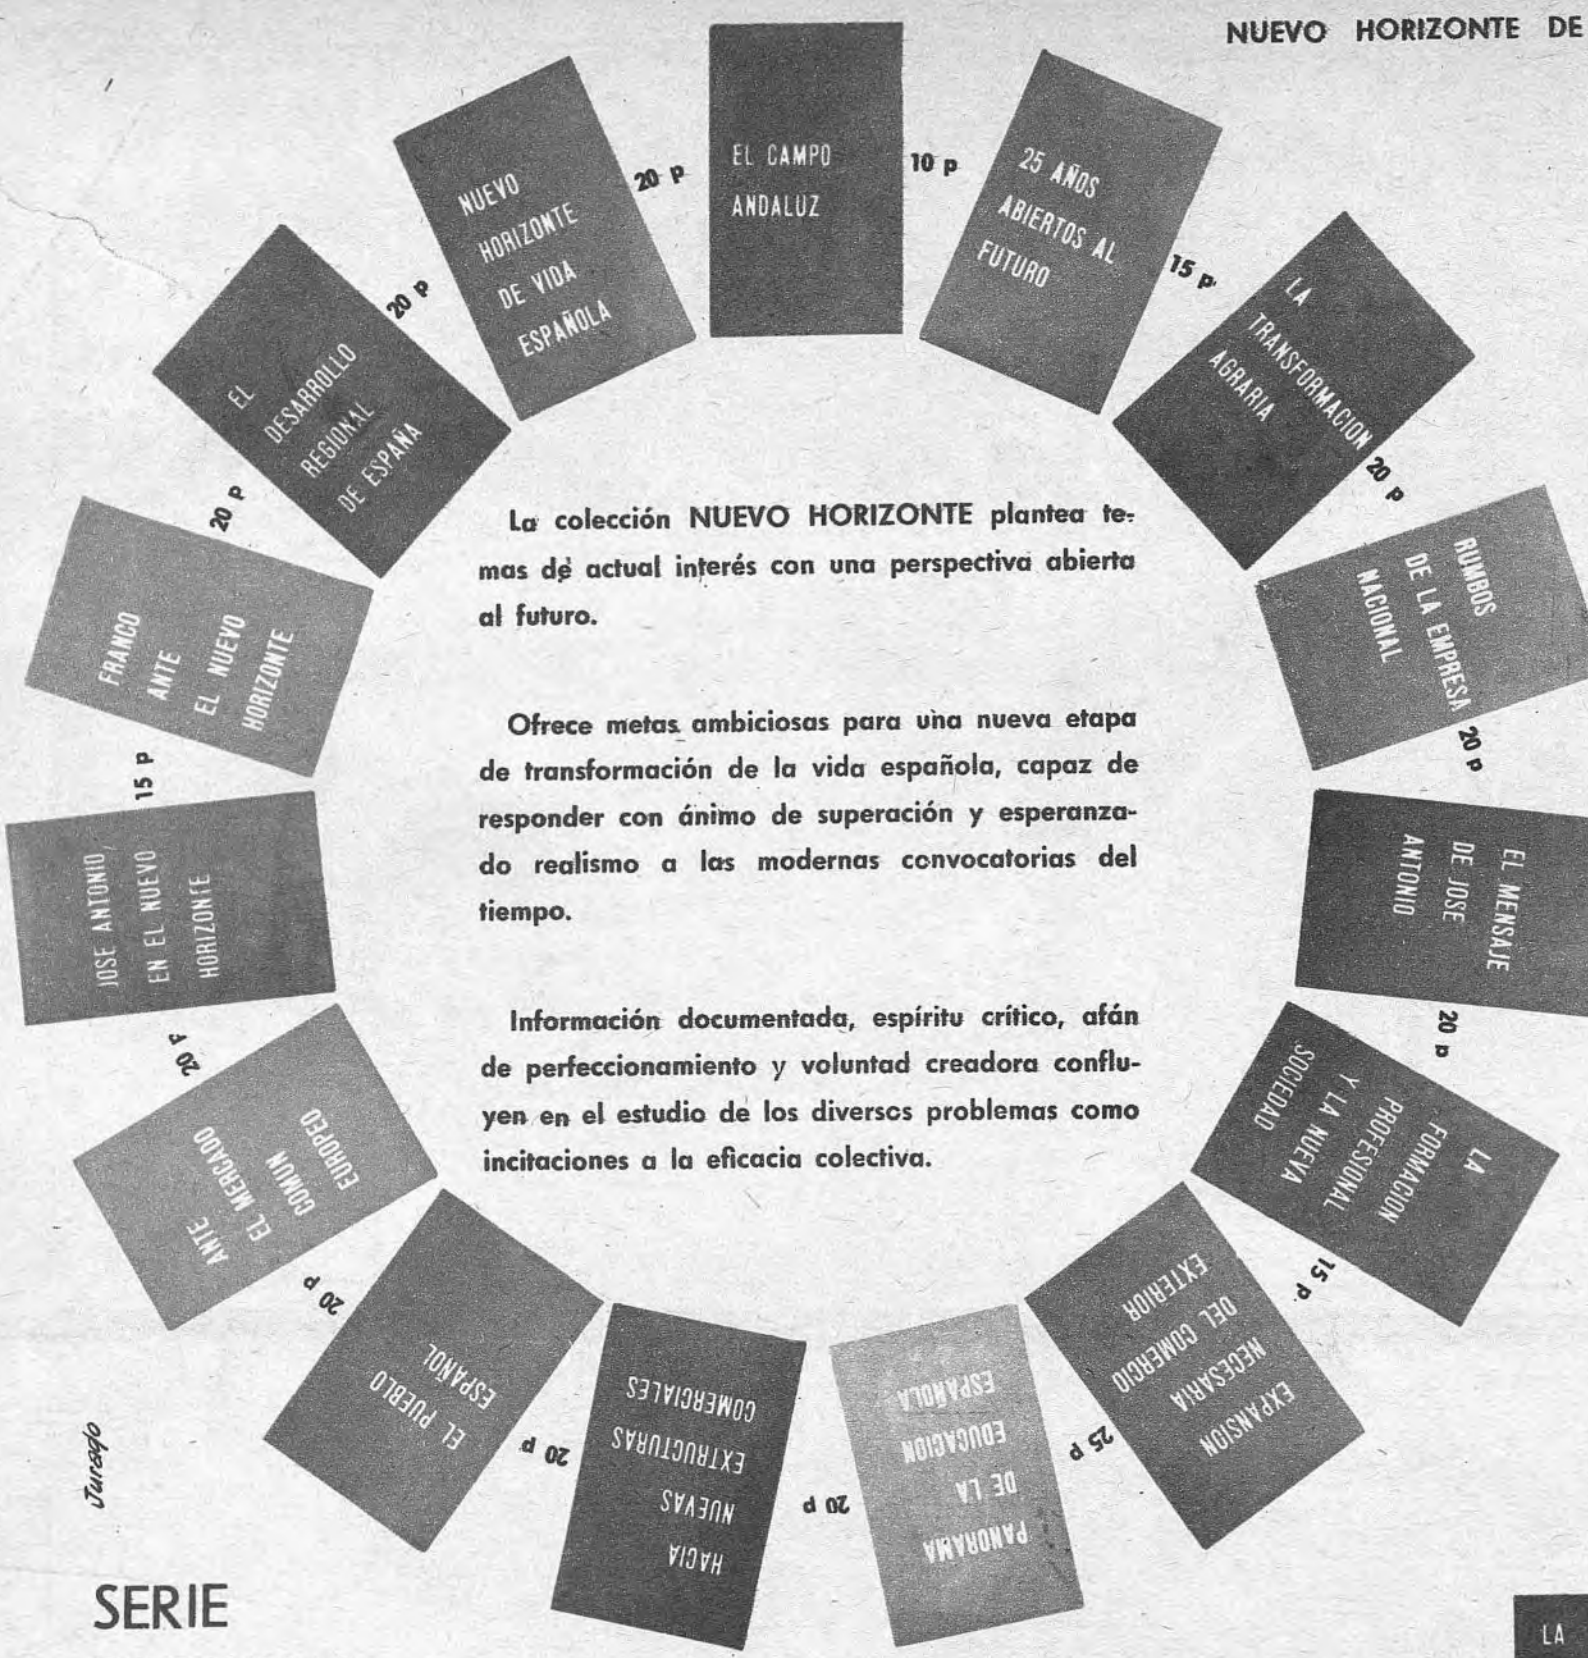 NUEVO HORIZONTE DE
EL CAMPO
ANDALUZ
10 p
25 AÑOS
ABIERTOS AL
FUTURO
15 p
LA
TRANSFORMACION
AGRARIA
20 p
RUMBOS
DE LA EMPRESA
NACIONAL
20 p
EL MENSAJE
DE JOSE
ANTONIO
20 p
LA
FORMACION
PROFESIONAL
Y LA NUEVA
SOCIEDAD
15 p
EXPANSION
NECESARIA
DEL COMERCIO
EXTERIOR
25 p
PANORAMA
DE LA
EDUCACION
ESPAÑOLA
20 p
HACIA
NUEVAS
EXTRUCTURAS
COMERCIALES
20 p
EL PUEBLO
ESPAÑOL
20 p
ANTE
EL MERCADO
COMUN
EUROPEO
20 p
JOSE ANTONIO,
EN EL NUEVO
HORIZONTE
15 p
FRANCO
ANTE
EL NUEVO
HORIZONTE
20 p
EL
DESARROLLO
REGIONAL
DE ESPAÑA
20 p
NUEVO
HORIZONTE
DE VIDA
ESPAÑOLA
20 p
La colección NUEVO HORIZONTE plantea te-
mas de actual interés con una perspectiva abierta
al futuro.
Ofrece metas ambiciosas para una nueva etapa
de transformación de la vida española, capaz de
responder con ánimo de superación y esperanza-
do realismo a las modernas convocatorias del
tiempo.
Información documentada, espíritu crítico, afán
de perfeccionamiento y voluntad creadora conflu-
yen en el estudio de los diversos problemas como
incitaciones a la eficacia colectiva.
Jurado
SERIE
LA